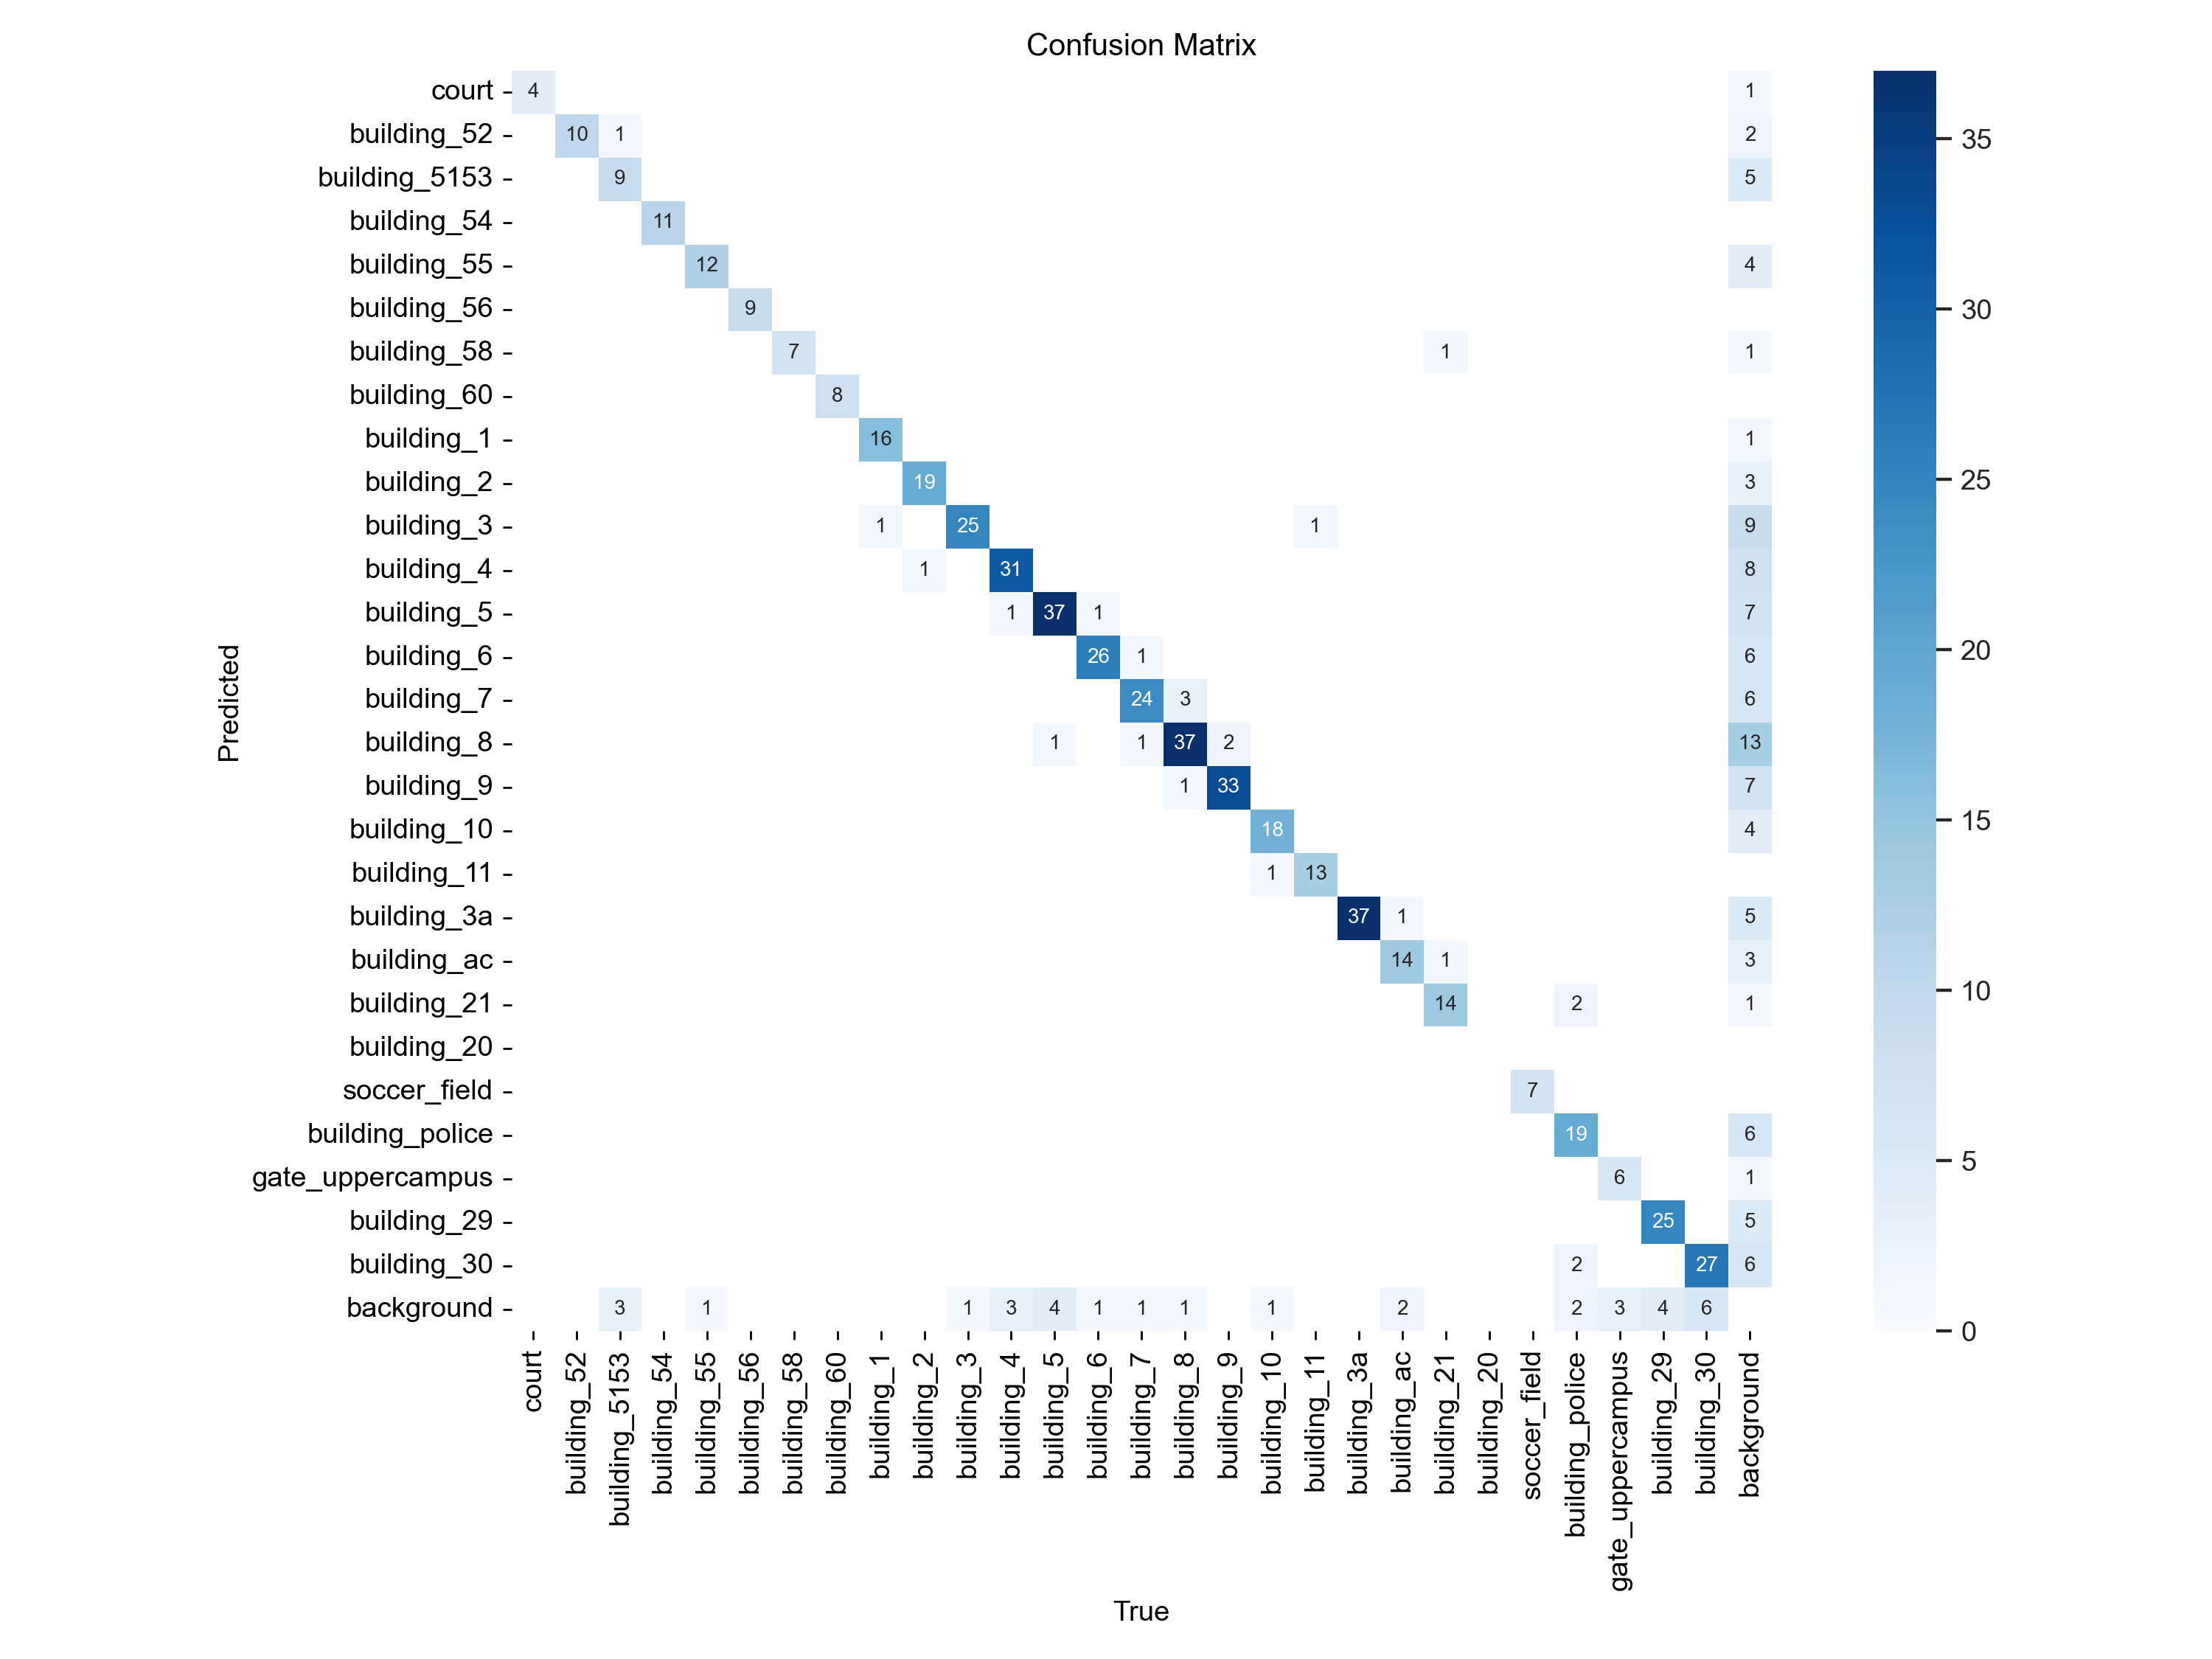 Confusion Matrix
court 4 1
building_52 10 1 2
building_5153 9 5
building_54 11
building_55 12 4
building_56 9
building_58 7 1 1
building_60 8
building_1 16 1
building_2 19 3
building_3 1 25 1 9
building_4 1 31 8
building_5 1 37 1 7
building_6 26 1 6
building_7 24 3 6
building_8 1 1 37 2 13
building_9 1 33 7
building_10 18 4
building_11 1 13
building_3a 37 1 5
building_ac 14 1 3
building_21 14 2 1
building_20
soccer_field 7
building_police 19 6
gate_uppercampus 6 1
building_29 25 5
building_30 2 27 6
background 3 1 1 3 4 1 1 1 1 2 2 3 4 6
Predicted
court
building_52
building_5153
building_54
building_55
building_56
building_58
building_60
building_1
building_2
building_3
building_4
building_5
building_6
building_7
building_8
building_9
building_10
building_11
building_3a
building_ac
building_21
building_20
soccer_field
building_police
gate_uppercampus
building_29
building_30
background
True
35
30
25
20
15
10
5
0